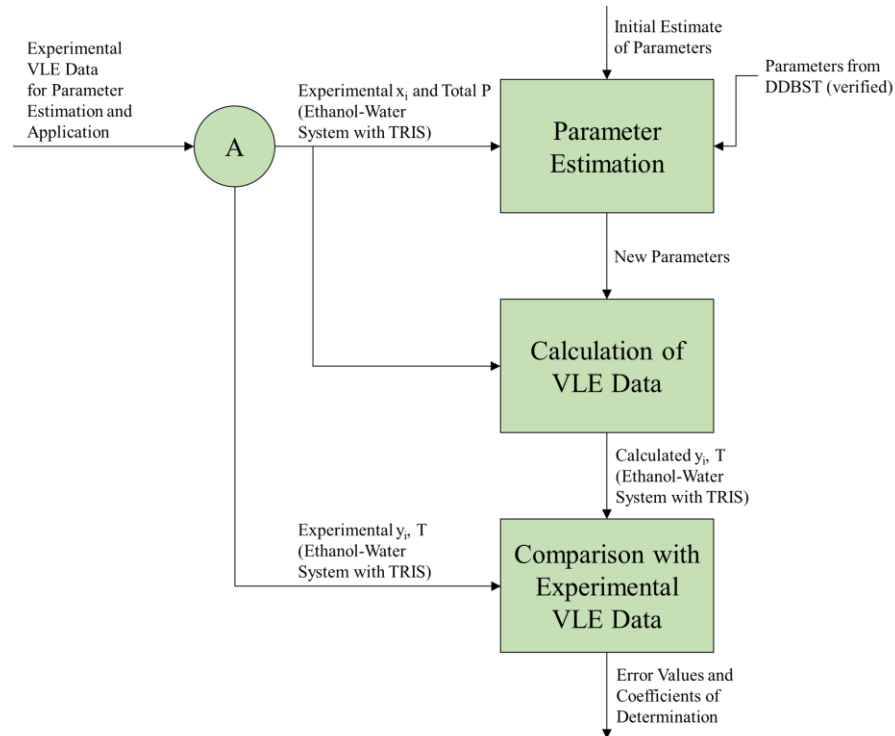 Experimental
VLE Data
for Parameter
Estimation and
Application
A
Experimental xᵢ and Total P
(Ethanol-Water
System with TRIS)
Initial Estimate
of Parameters
Parameters from
DDBST (verified)
Parameter
Estimation
New Parameters
Calculation of
VLE Data
Calculated yᵢ, T
(Ethanol-Water
System with TRIS)
Experimental yᵢ, T
(Ethanol-Water
System with TRIS)
Comparison with
Experimental
VLE Data
Error Values and
Coefficients of
Determination